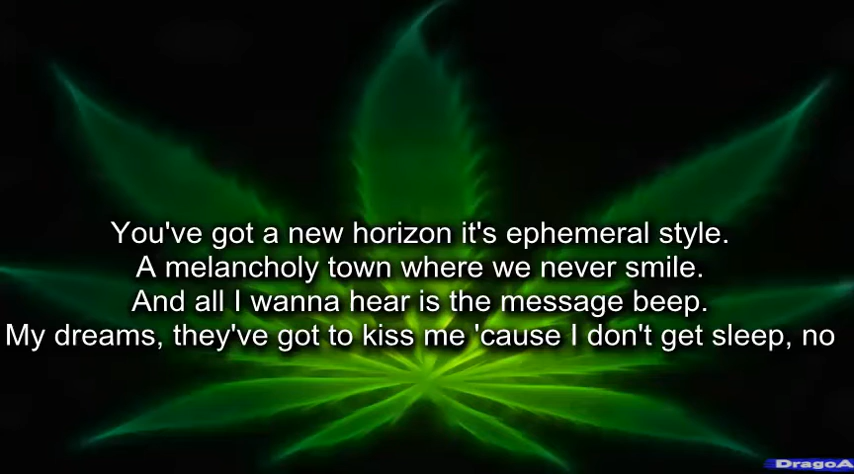 You've got a new horizon it's ephemeral style.
A melancholy town where we never smile.
And all I wanna hear is the message beep.
My dreams, they've got to kiss me 'cause I don't get sleep, no
DragoA